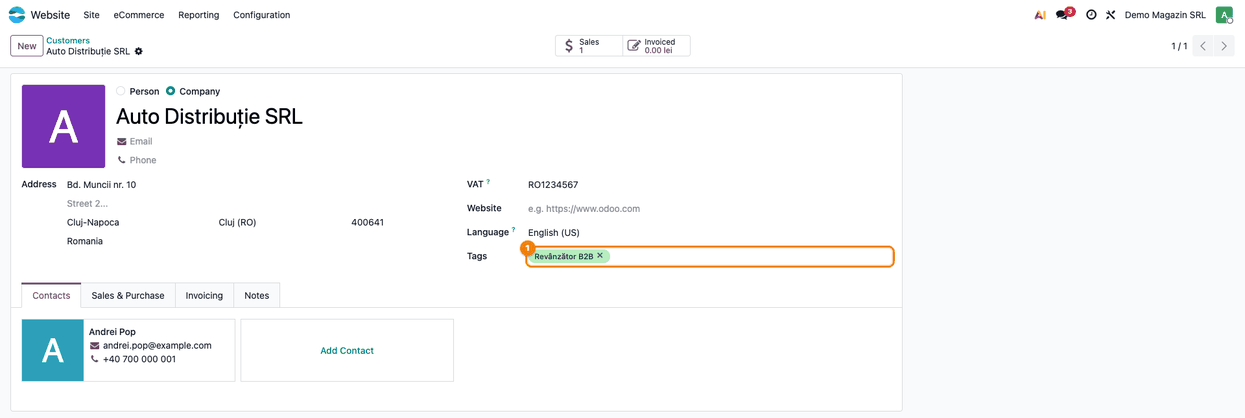 Website Site eCommerce Reporting Configuration AI 3 Demo Magazin SRL A
New Customers Auto Distribuție SRL Sales 1 Invoiced 0.00 lei 1 / 1
Person Company
A Auto Distribuție SRL
Email
Phone
Address Bd. Muncii nr. 10 VAT ? RO1234567
Street 2...
Website e.g. https://www.odoo.com
Cluj-Napoca Cluj (RO) 400641
Language ? English (US)
Romania
1
Tags Revânzător B2B ×
Contacts Sales & Purchase Invoicing Notes
A Andrei Pop
andrei.pop@example.com
+40 700 000 001
Add Contact